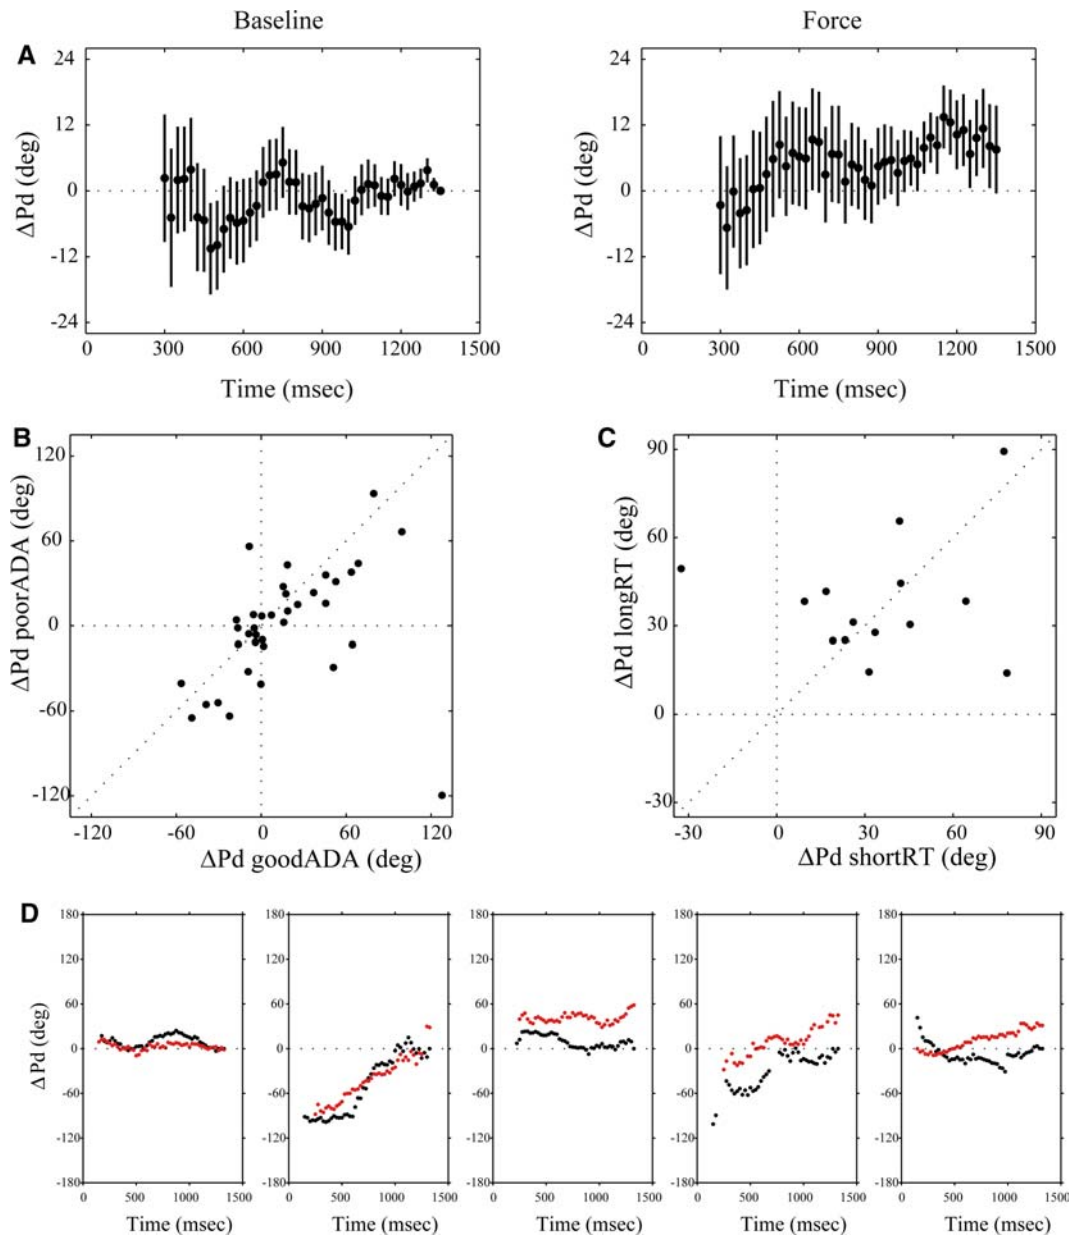 Baseline
Force
A
24
12
0
-12
-24
ΔPd (deg)
0 300 600 900 1200 1500
Time (msec)
24
12
0
-12
-24
ΔPd (deg)
0 300 600 900 1200 1500
Time (msec)
B
120
60
0
-60
-120
ΔPd poorADA (deg)
-120 -60 0 60 120
ΔPd goodADA (deg)
C
90
60
30
0
-30
ΔPd longRT (deg)
-30 0 30 60 90
ΔPd shortRT (deg)
D
180
120
60
0
-60
-120
-180
ΔPd (deg)
0 500 1000 1500
Time (msec)
180
120
60
0
-60
-120
-180
0 500 1000 1500
Time (msec)
180
120
60
0
-60
-120
-180
0 500 1000 1500
Time (msec)
180
120
60
0
-60
-120
-180
0 500 1000 1500
Time (msec)
180
120
60
0
-60
-120
-180
0 500 1000 1500
Time (msec)